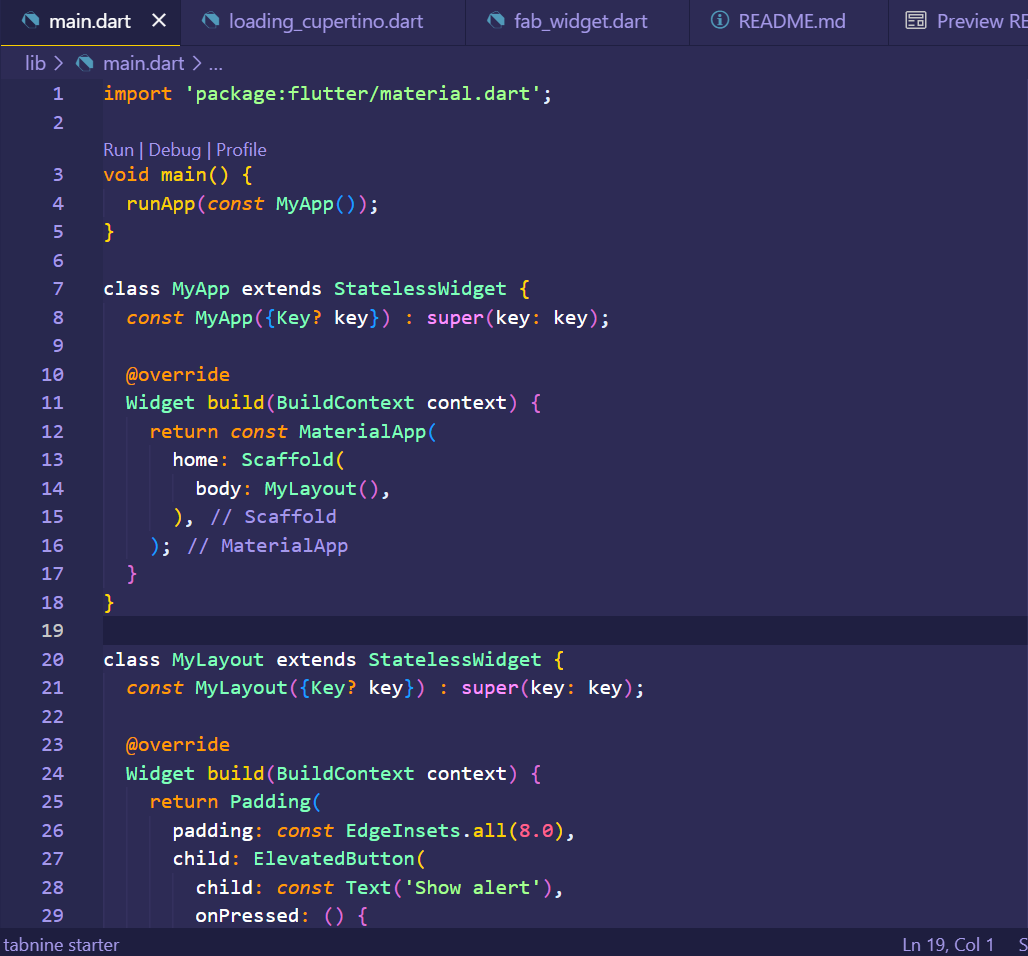 main.dart loading_cupertino.dart fab_widget.dart README.md Preview RE
lib > main.dart > ...
1 import 'package:flutter/material.dart';
2
Run | Debug | Profile
3 void main() {
4   runApp(const MyApp());
5 }
6
7 class MyApp extends StatelessWidget {
8   const MyApp({Key? key}) : super(key: key);
9
10   @override
11   Widget build(BuildContext context) {
12     return const MaterialApp(
13       home: Scaffold(
14         body: MyLayout(),
15       ), // Scaffold
16     ); // MaterialApp
17   }
18 }
19
20 class MyLayout extends StatelessWidget {
21   const MyLayout({Key? key}) : super(key: key);
22
23   @override
24   Widget build(BuildContext context) {
25     return Padding(
26       padding: const EdgeInsets.all(8.0),
27       child: ElevatedButton(
28         child: const Text('Show alert'),
29         onPressed: () {
tabnine starter Ln 19, Col 1 S